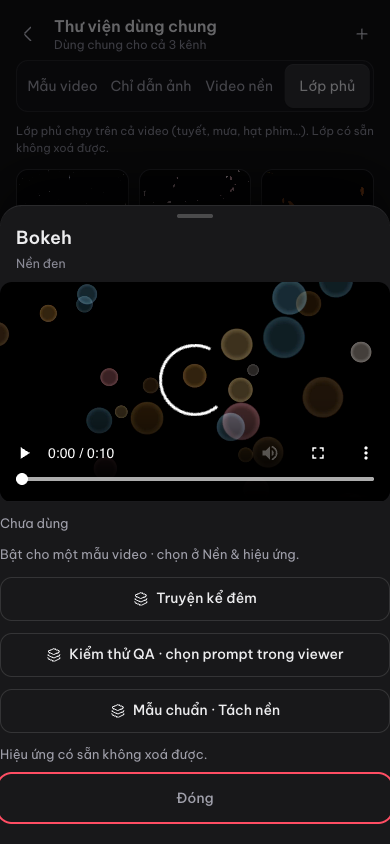 Thư viện dùng chung
Dùng chung cho cả 3 kênh
Mẫu video
Chỉ dẫn ảnh
Video nền
Lớp phủ
Lớp phủ chạy trên cả video (tuyết, mưa, hạt phim…). Lớp có sẵn
không xoá được.
Bokeh
Nền đen
0:00 / 0:10
Chưa dùng
Bật cho một mẫu video · chọn ở Nền & hiệu ứng.
Truyện kể đêm
Kiểm thử QA · chọn prompt trong viewer
Mẫu chuẩn · Tách nền
Hiệu ứng có sẵn không xoá được.
Đóng